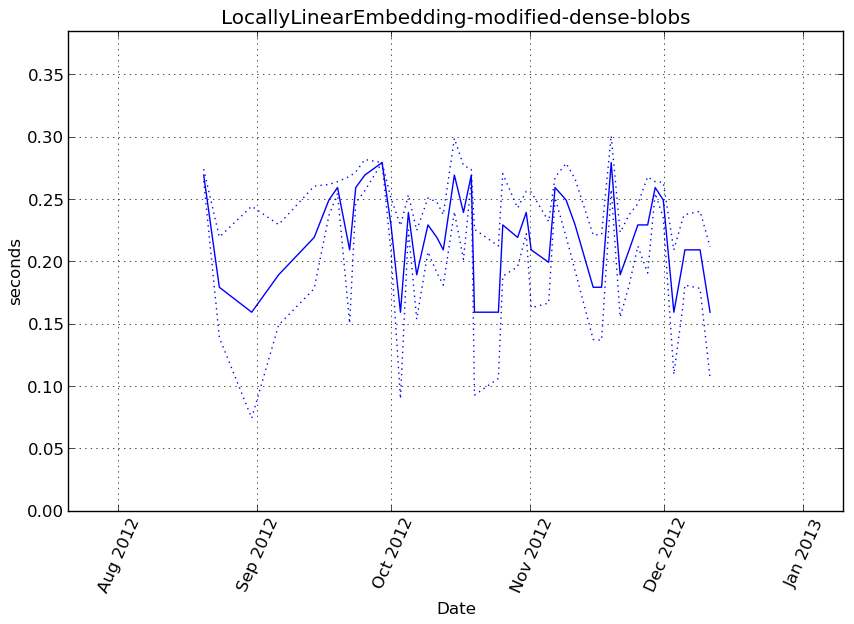 LocallyLinearEmbedding-modified-dense-blobs
0.35
0.30
0.25
0.20
0.15
0.10
0.05
0.00
seconds
Aug 2012
Sep 2012
Oct 2012
Nov 2012
Dec 2012
Jan 2013
Date